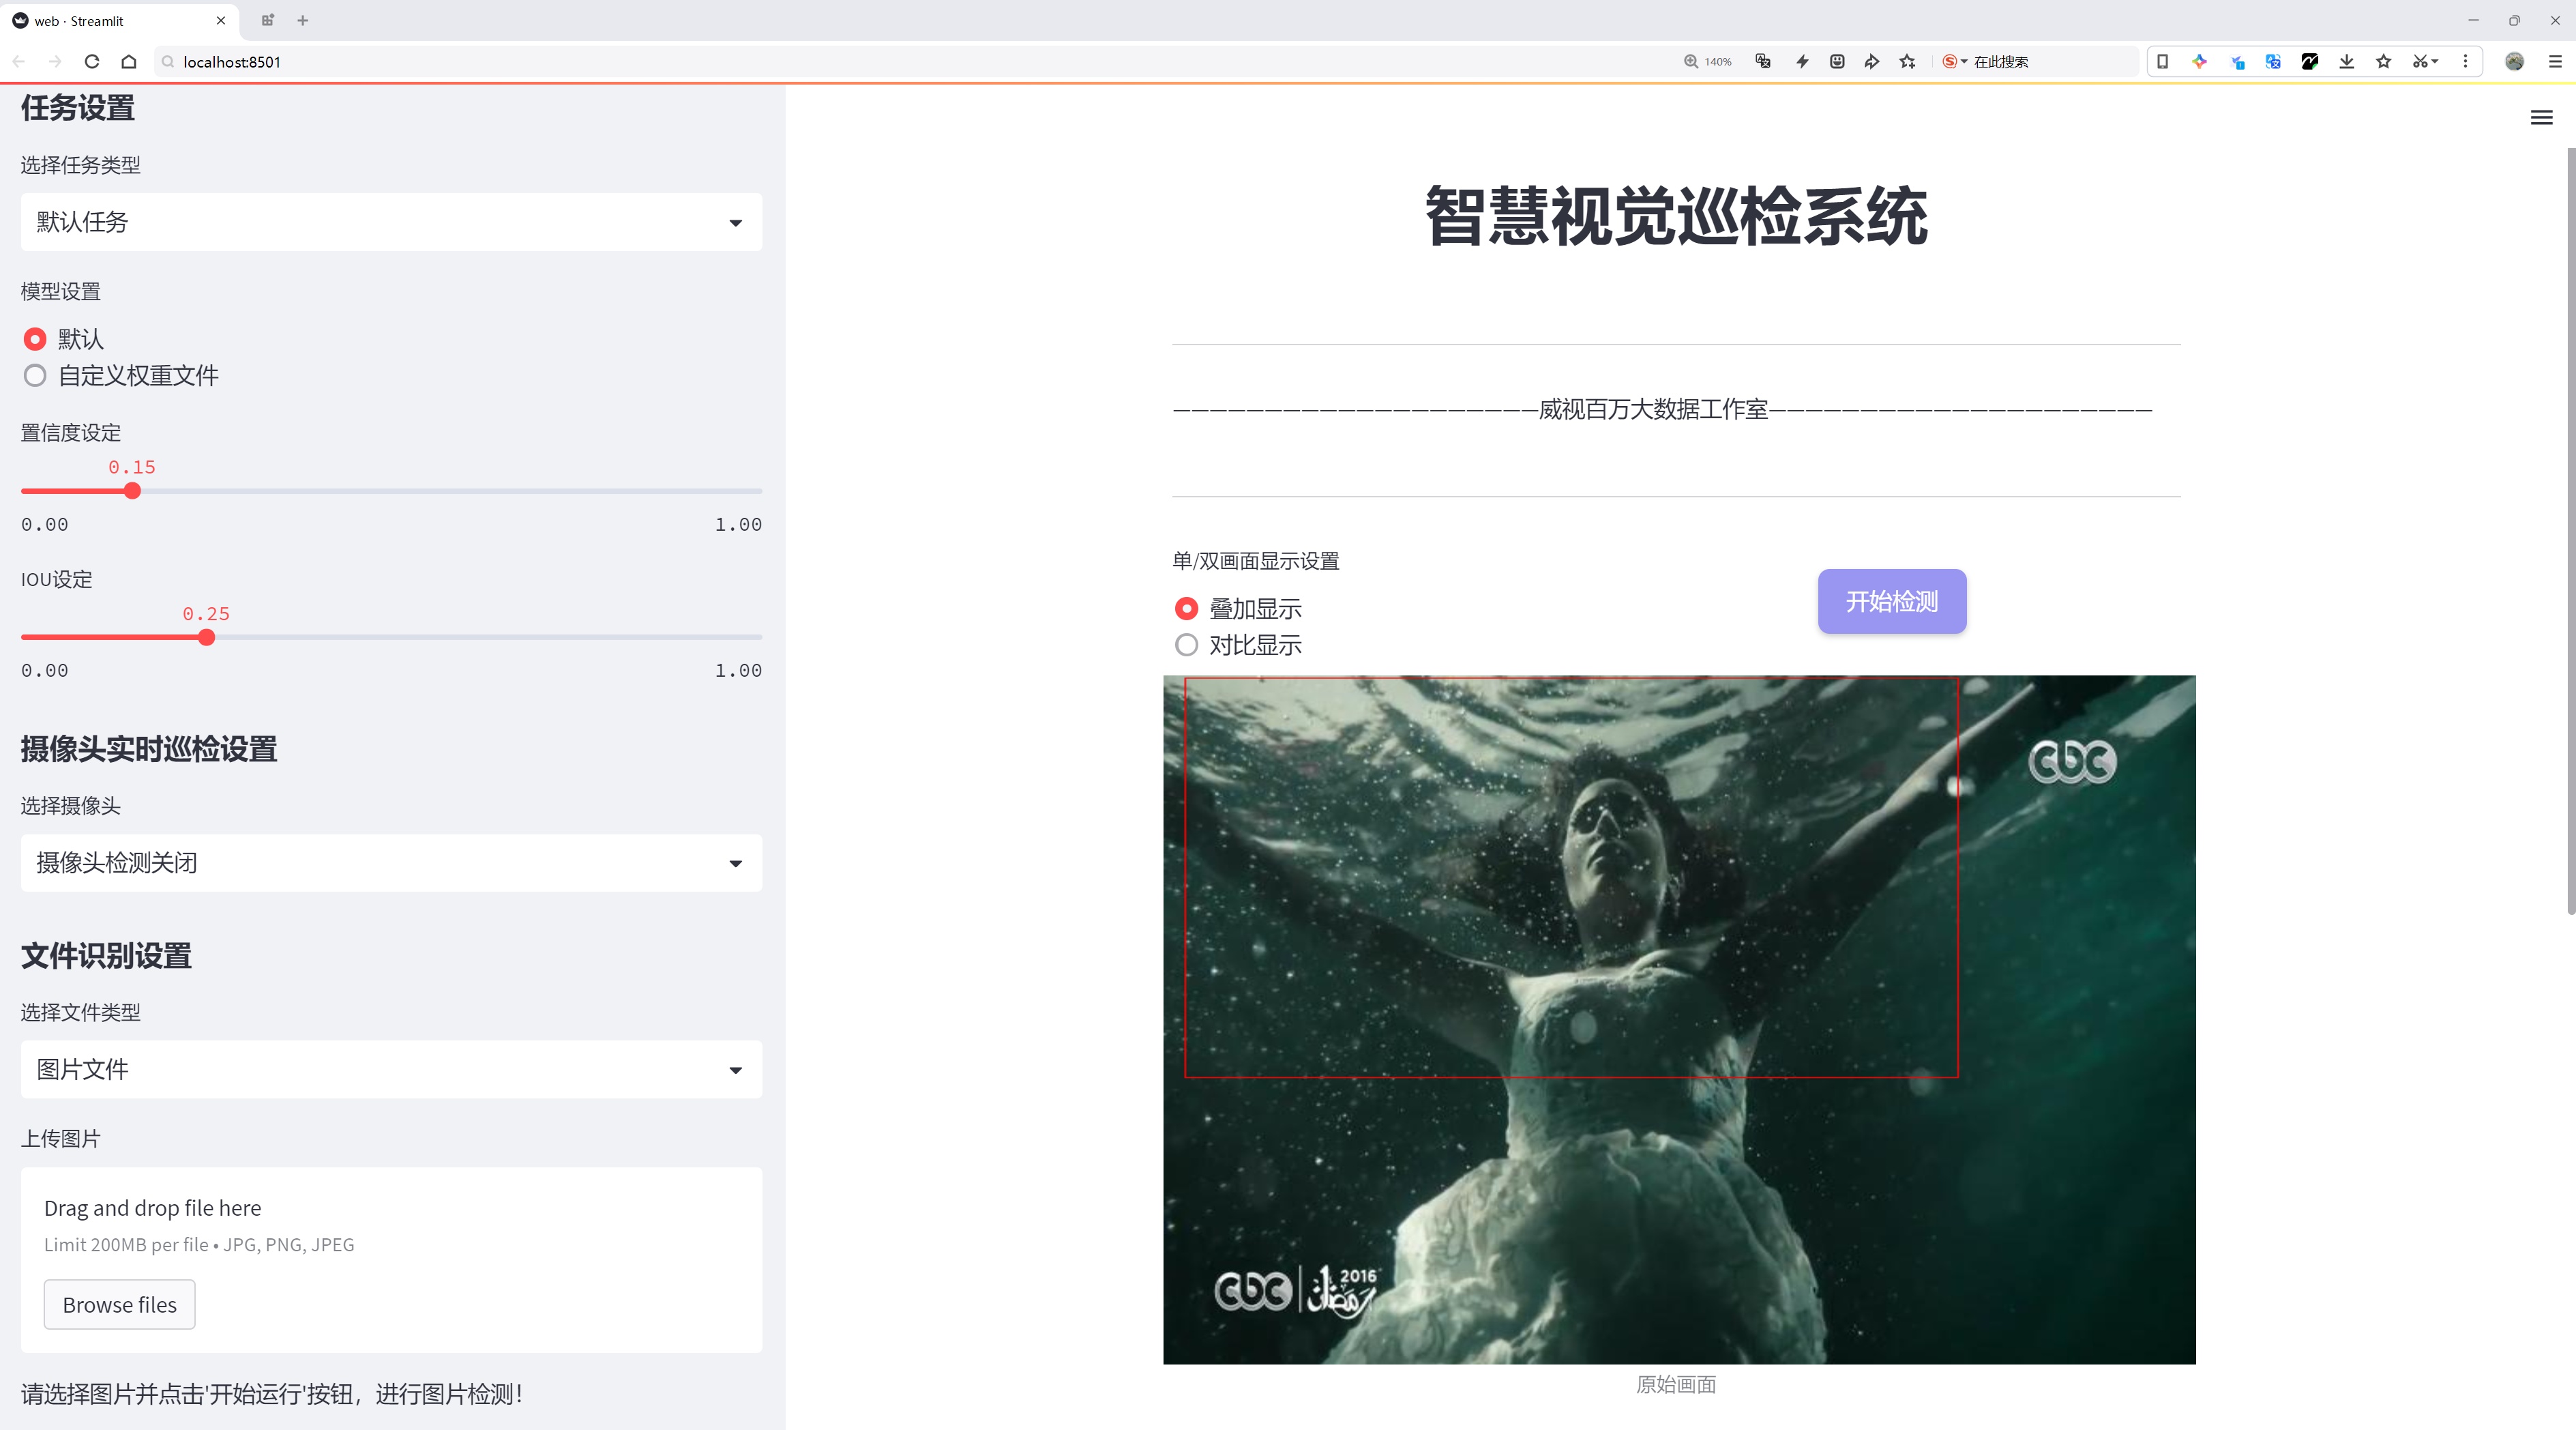 web · Streamlit
localhost:8501
140%
在此搜索
任务设置
选择任务类型
默认任务
模型设置
默认
自定义权重文件
置信度设定
0.15
0.00 1.00
IOU设定
0.25
0.00 1.00
摄像头实时巡检设置
选择摄像头
摄像头检测关闭
文件识别设置
选择文件类型
图片文件
上传图片
Drag and drop file here
Limit 200MB per file • JPG, PNG, JPEG
Browse files
请选择图片并点击'开始运行'按钮，进行图片检测！
智慧视觉巡检系统
————————————————————威视百万大数据工作室—————————————————————
单/双画面显示设置
叠加显示
对比显示
开始检测
cbc
cbc | رمضان 2016
原始画面